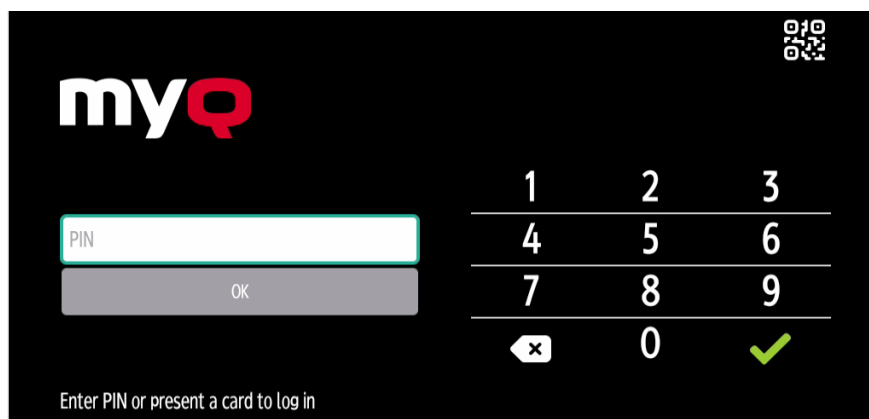 myQ
PIN
OK
Enter PIN or present a card to log in
1 2 3
4 5 6
7 8 9
0